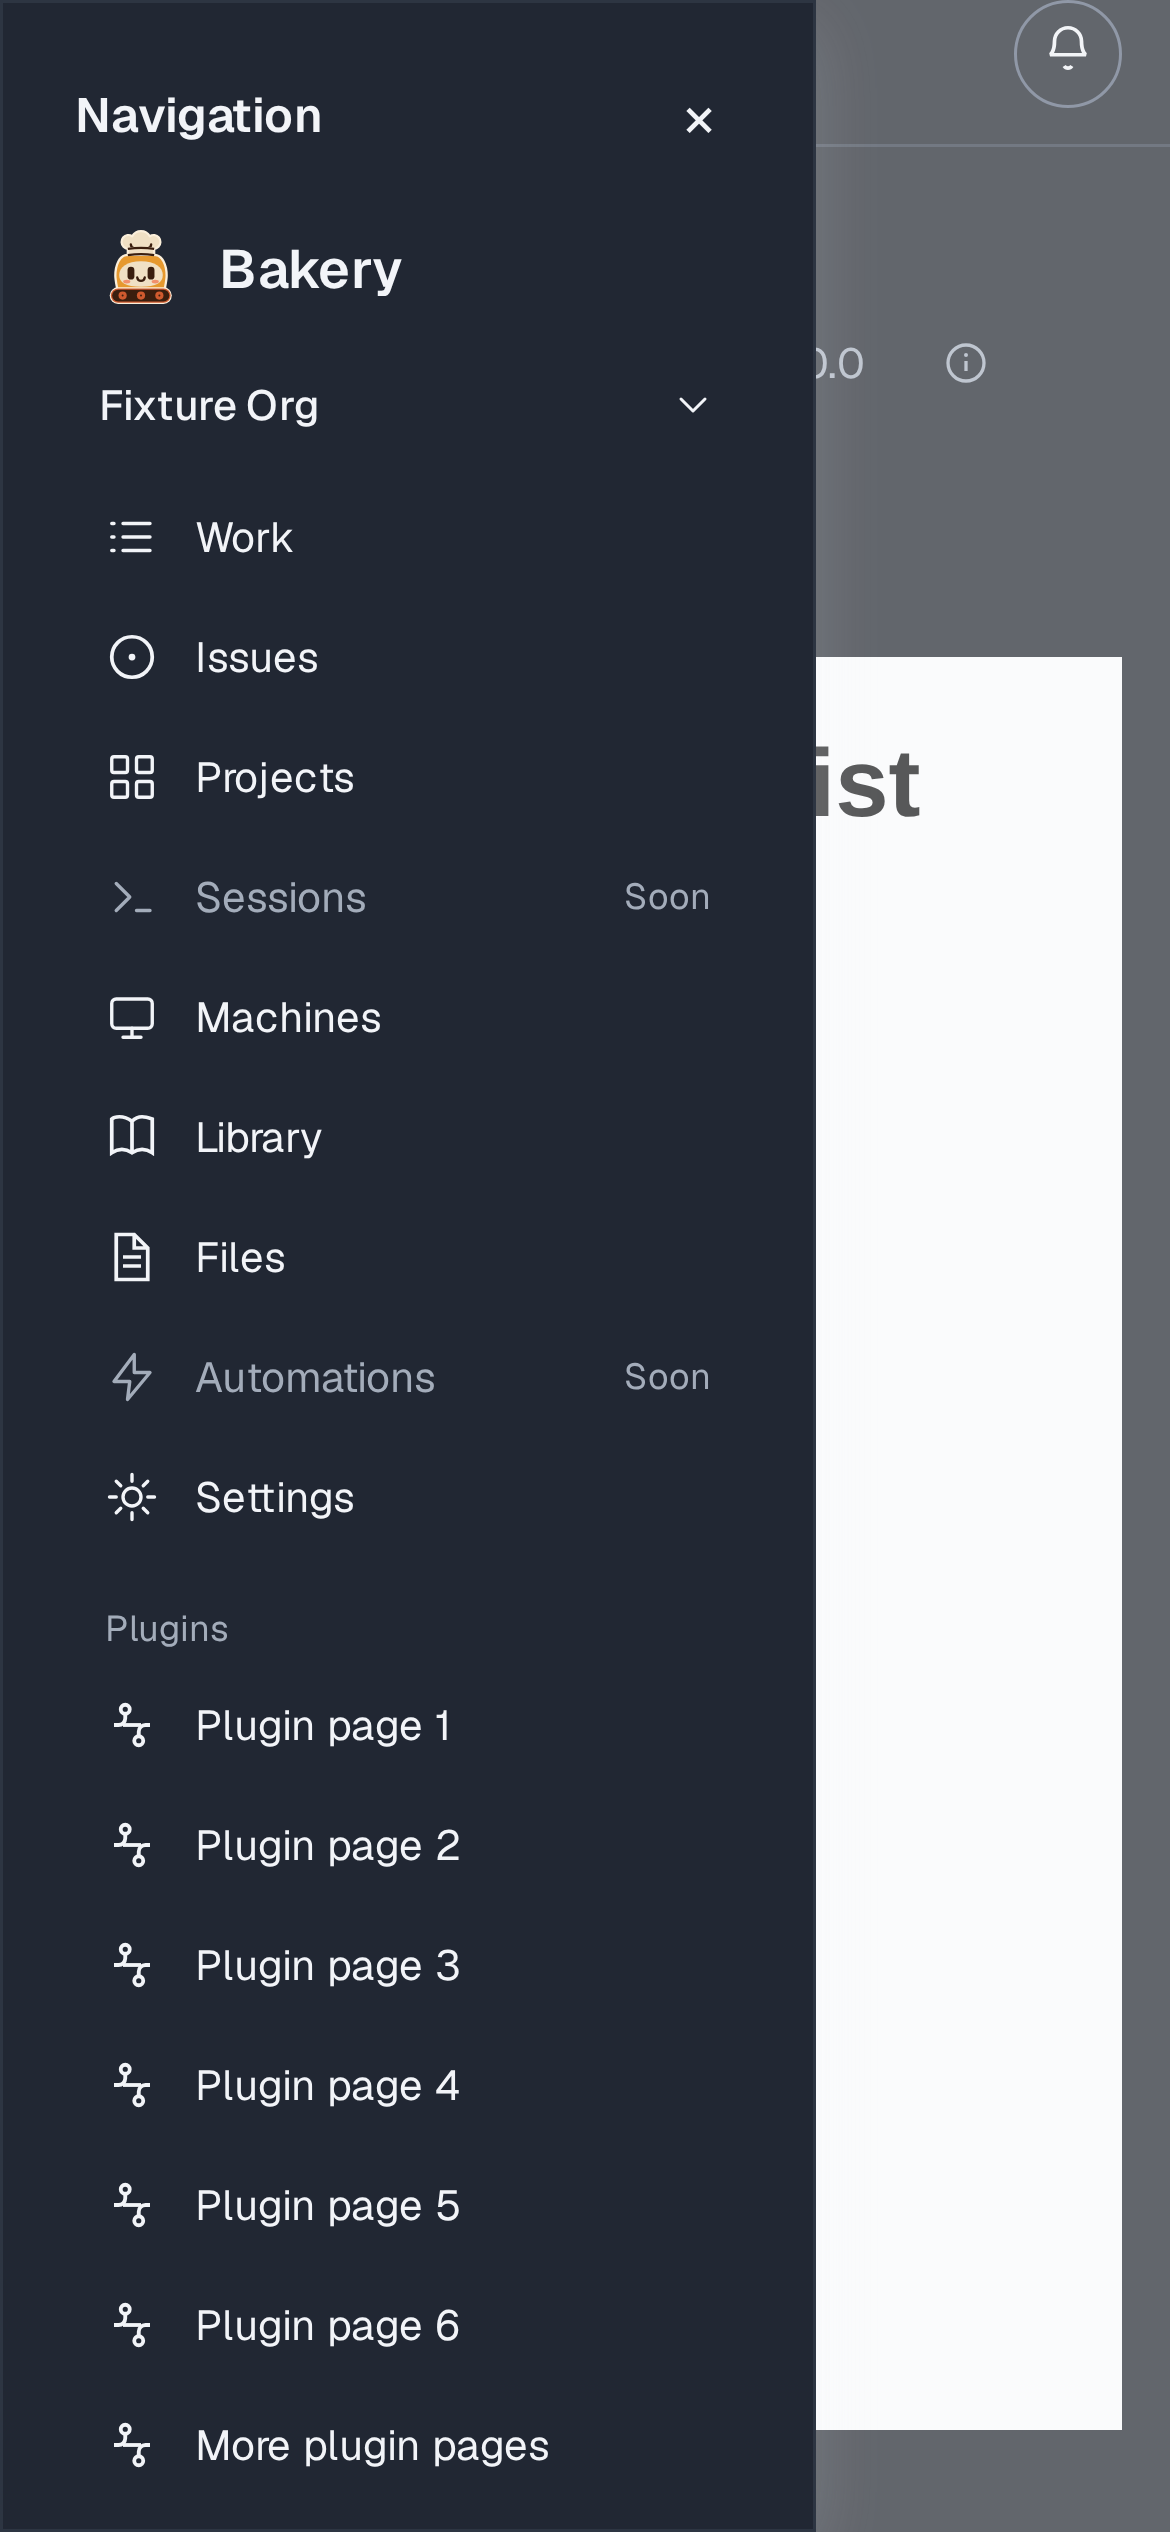 Navigation
Bakery
Fixture Org
Work
Issues
Projects
Sessions Soon
Machines
Library
Files
Automations Soon
Settings
Plugins
Plugin page 1
Plugin page 2
Plugin page 3
Plugin page 4
Plugin page 5
Plugin page 6
More plugin pages